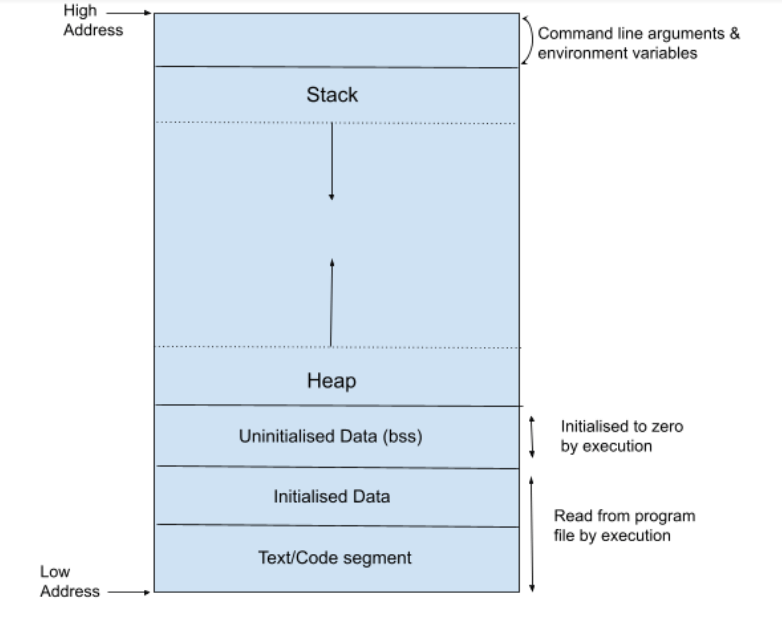 High
Address
Command line arguments &
environment variables
Stack
Heap
Uninitialised Data (bss)
Initialised to zero
by execution
Initialised Data
Read from program
file by execution
Text/Code segment
Low
Address